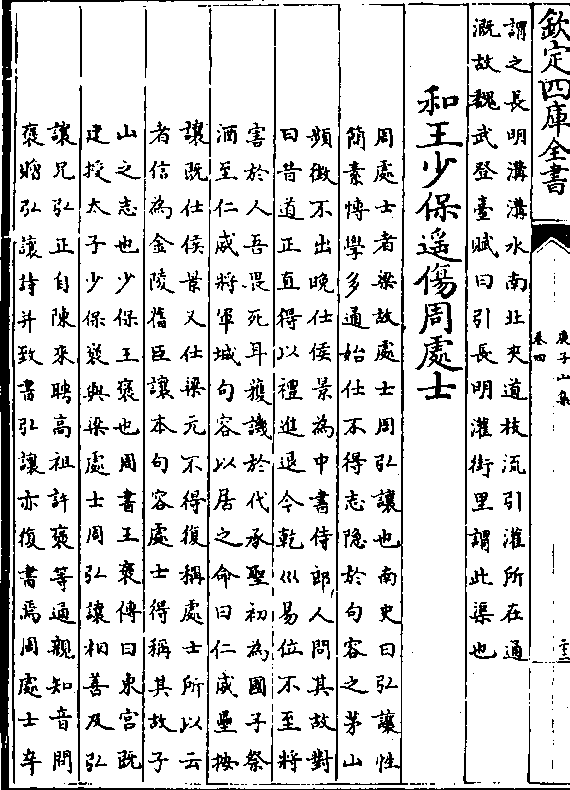 欽定四庫全書
庾子山集
卷四
二十三
謂之長明溝溝水南北夾道枝流引灌所在通
溉故魏武登臺賦曰引長明灌街里謂此渠也
和王少保遥傷周處士
周處士者梁故處士周弘讓也南史曰弘讓性
簡素博學多通始仕不得志隐於句容之茅山
頻徴不出晚仕侯景為中書侍郎人問其故對
曰昔道正直得以禮進退今乾巛易位不至將
害於人吾畏死耳獲譏於代承聖初為國子祭
酒至仁威將軍城句容以居之命曰仁威壘按
讓既仕侯景又仕梁元不得復稱處士所以云
者信為金陵舊臣讓本句容處士得稱其故子
山之志也少保王褒也周書王褒傳曰東宫既
建授太子少保褒與梁處士周弘讓相善及弘
讓兄弘正自陳來聘高祖許褒等通親知音問
褒贈弘讓詩并致書弘讓亦復書焉周處士卒